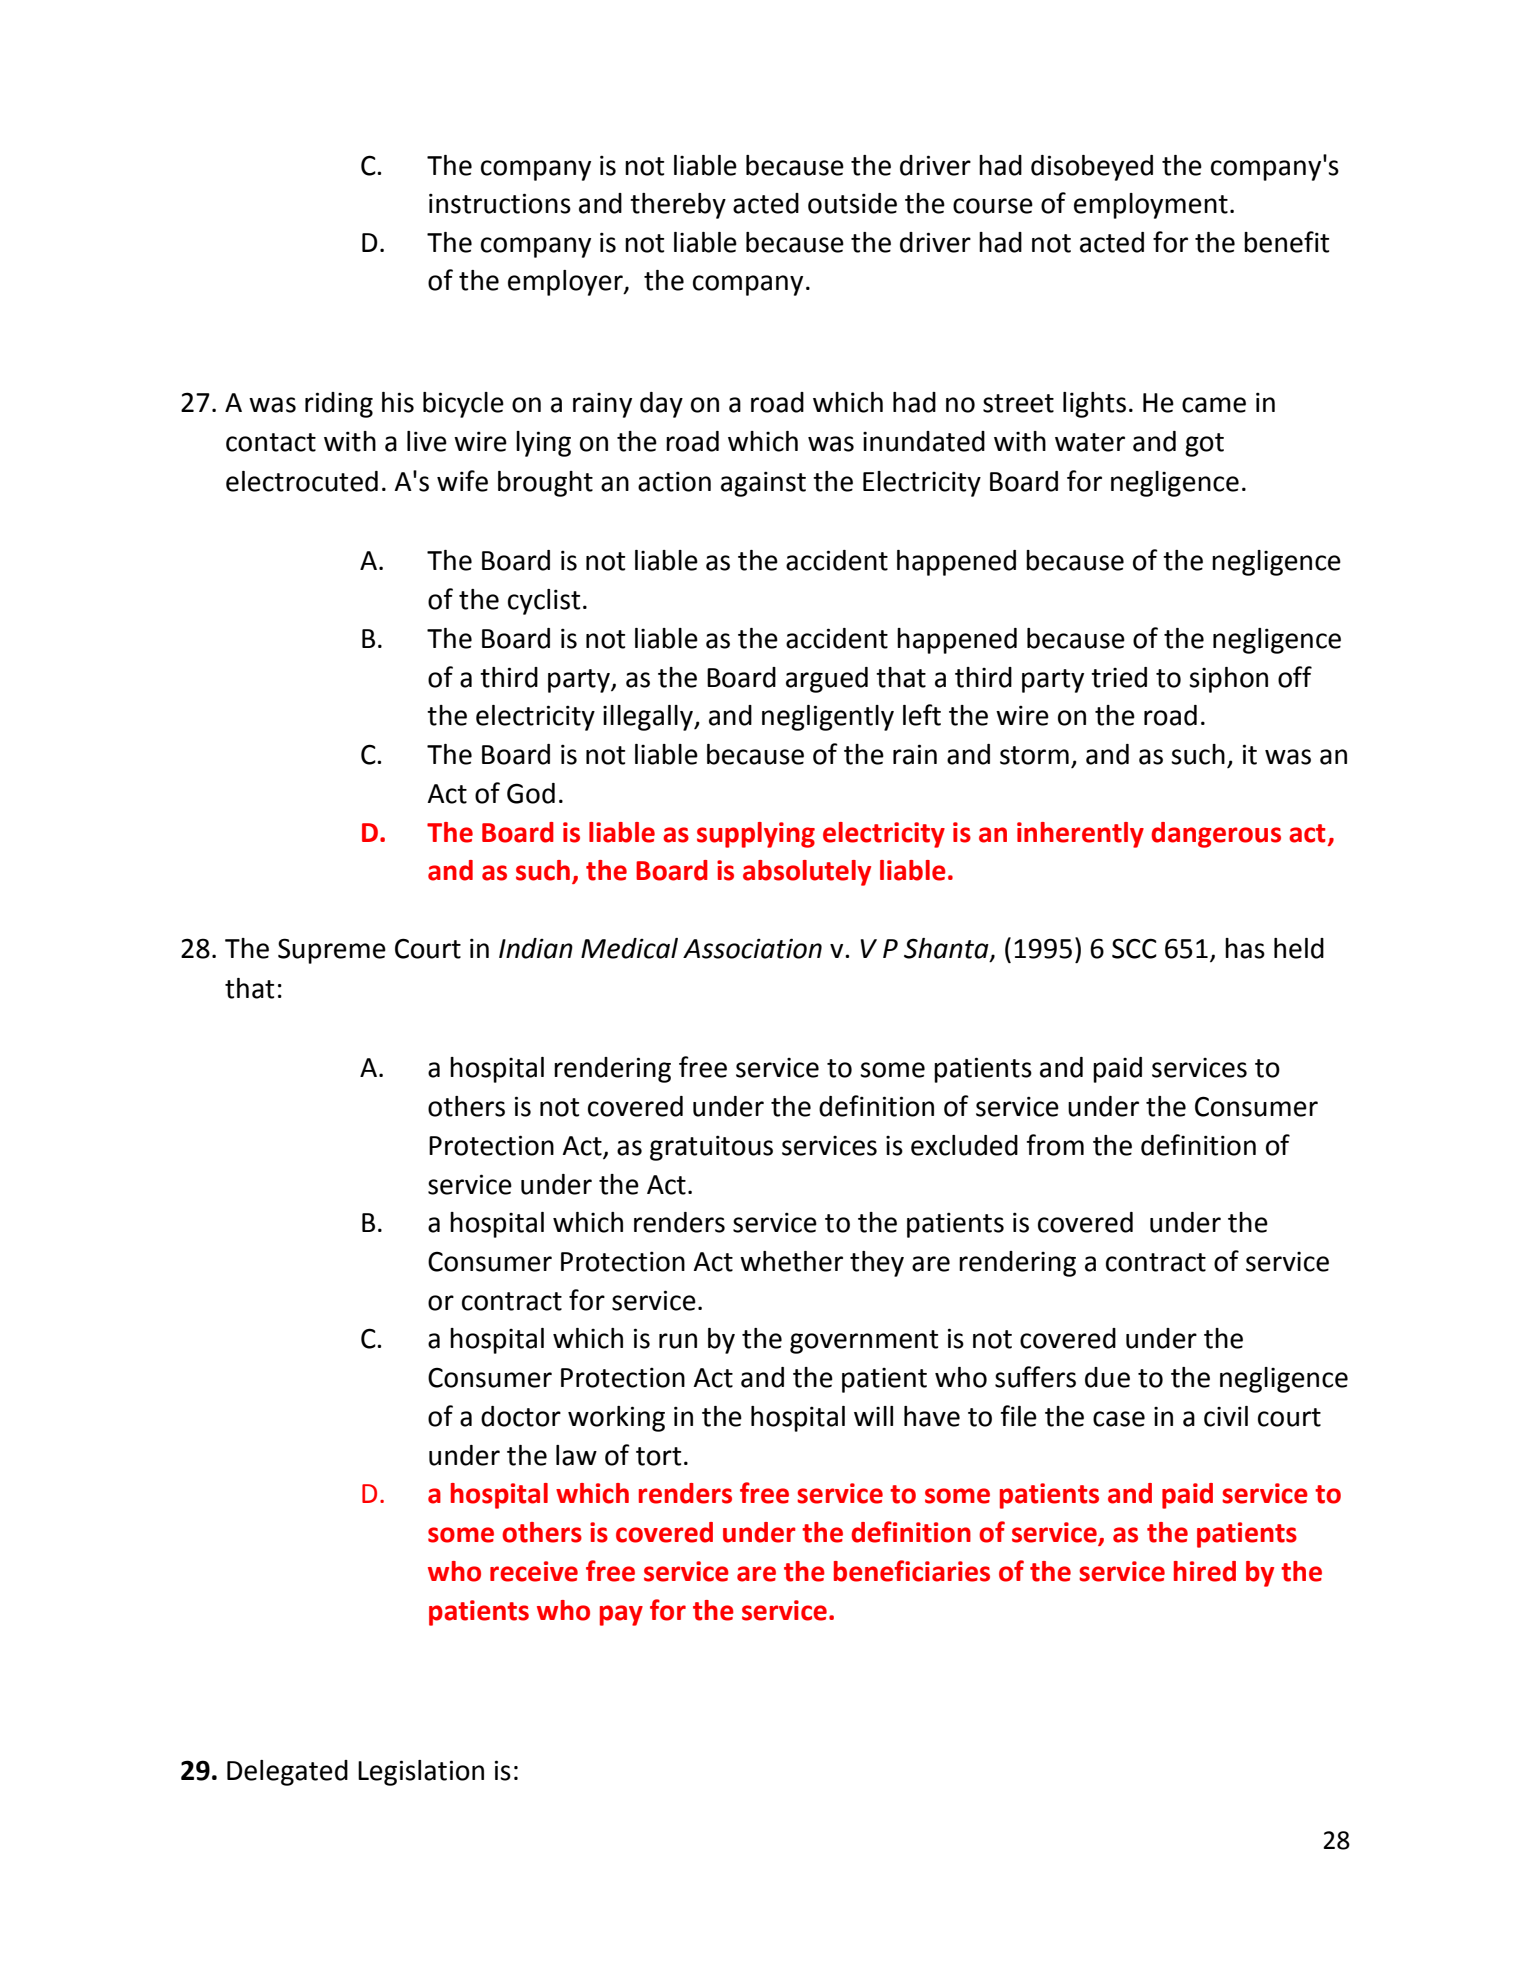 C. The company is not liable because the driver had disobeyed the company's
instructions and thereby acted outside the course of employment.
D. The company is not liable because the driver had not acted for the benefit
of the employer,  the company.
27. A was riding his bicycle on a rainy day on a road which had no street lights. He came in
contact with a live wire lying on the road which was inundated with water and got
electrocuted. A's wife brought an action against the Electricity Board for negligence.
A. The Board is not liable as the accident happened because of the negligence
of the cyclist.
B. The Board is not liable as the accident happened because of the negligence
of a third party, as the Board argued that a third party tried to siphon off
the electricity illegally, and negligently left the wire on the road.
C. The Board is not liable because of the rain and storm, and as such, it was an
Act of God.
D. The Board is liable as supplying electricity is an inherently dangerous act,
and as such, the Board is absolutely liable.
28. The Supreme Court in Indian Medical Association v. V P Shanta, (1995) 6 SCC 651, has held
that:
A. a hospital rendering free service to some patients and paid services to
others is not covered under the definition of service under the Consumer
Protection Act, as gratuitous services is excluded from the definition of
service under the Act.
B. a hospital which renders service to the patients is covered  under the
Consumer Protection Act whether they are rendering a contract of service
or contract for service.
C. a hospital which is run by the government is not covered under the
Consumer Protection Act and the patient who suffers due to the negligence
of a doctor working in the hospital will have to file the case in a civil court
under the law of tort.
D. a hospital which renders free service to some patients and paid service to
some others is covered under the definition of service, as the patients
who receive free service are the beneficiaries of the service hired by the
patients who pay for the service.
29. Delegated Legislation is:
28